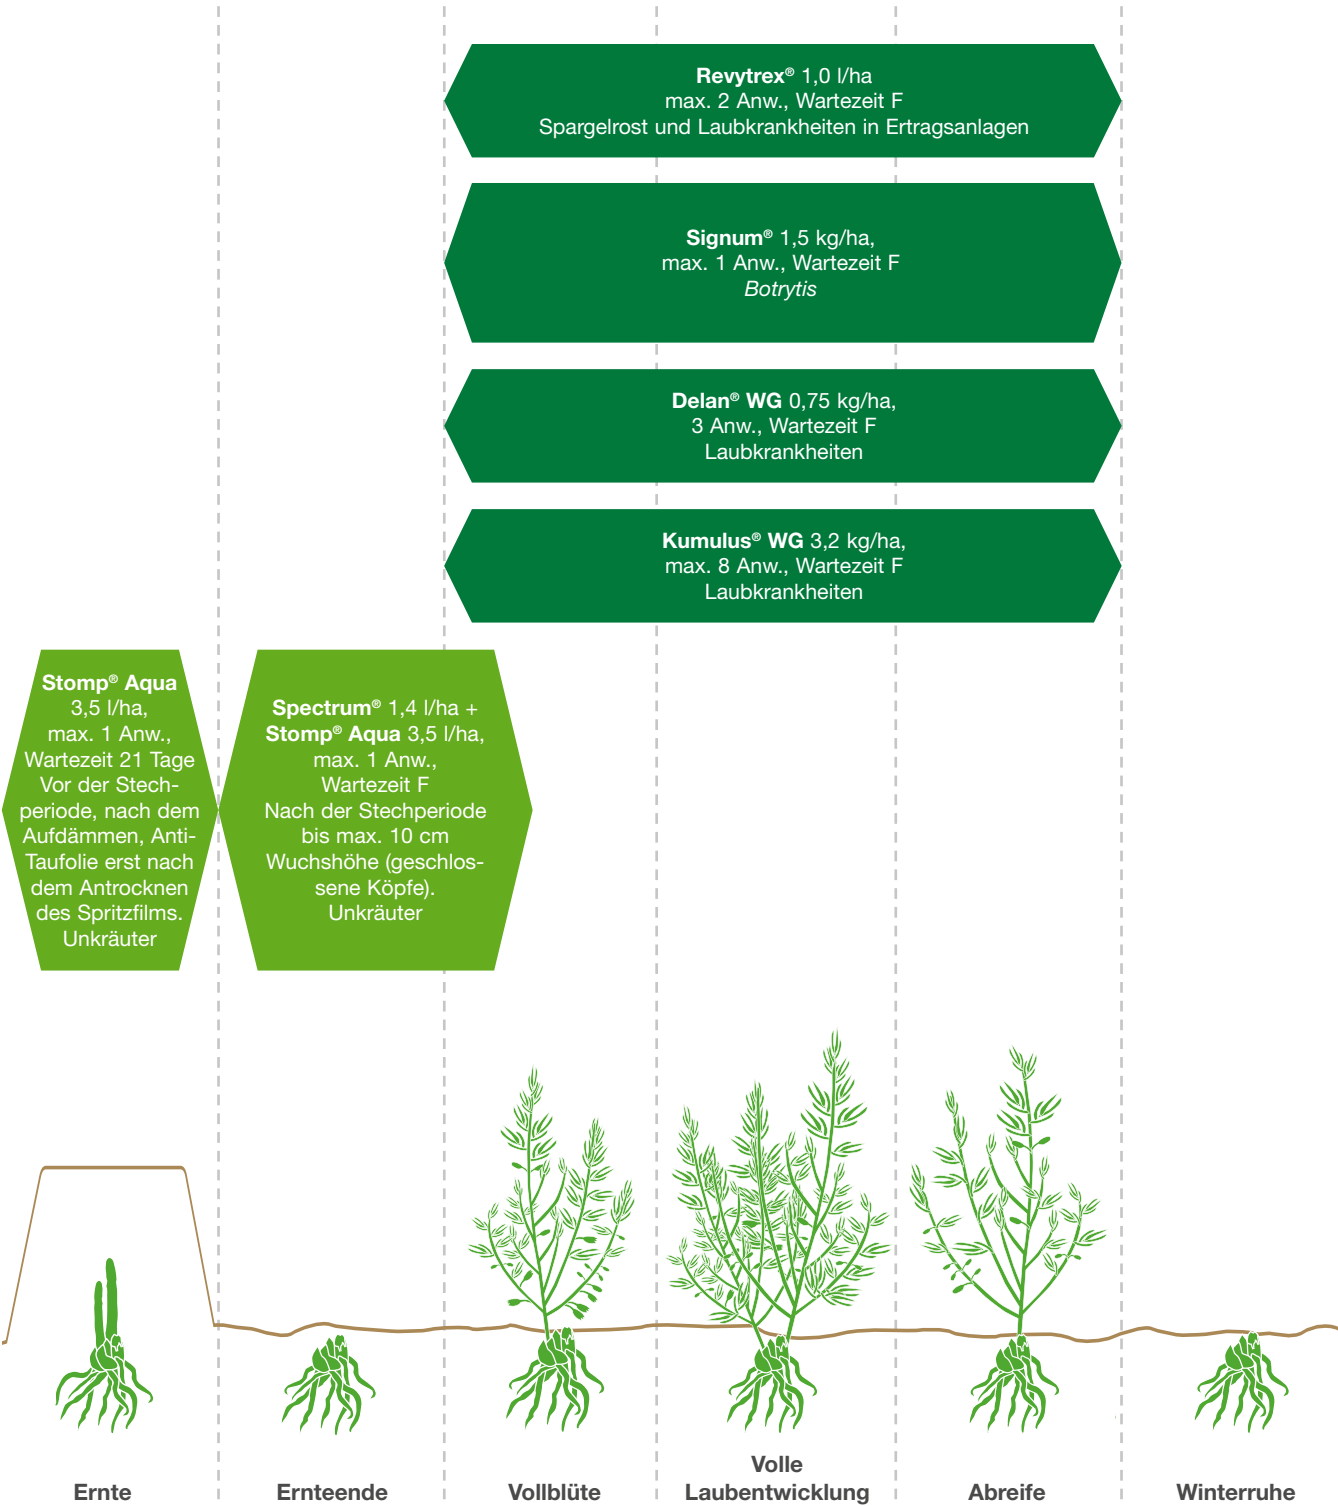 Revytrex® 1,0 l/ha
max. 2 Anw., Wartezeit F
Spargelrost und Laubkrankheiten in Ertragsanlagen
Signum® 1,5 kg/ha,
max. 1 Anw., Wartezeit F
Botrytis
Delan® WG 0,75 kg/ha,
3 Anw., Wartezeit F
Laubkrankheiten
Kumulus® WG 3,2 kg/ha,
max. 8 Anw., Wartezeit F
Laubkrankheiten
Stomp® Aqua
3,5 l/ha,
max. 1 Anw.,
Wartezeit 21 Tage
Vor der Stech-
periode, nach dem
Aufdämmen, Anti-
Taufolie erst nach
dem Antrocknen
des Spritzfilms.
Unkräuter
Spectrum® 1,4 l/ha +
Stomp® Aqua 3,5 l/ha,
max. 1 Anw.,
Wartezeit F
Nach der Stechperiode
bis max. 10 cm
Wuchshöhe (geschlos-
sene Köpfe).
Unkräuter
Ernte
Ernteende
Vollblüte
Volle
Laubentwicklung
Abreife
Winterruhe